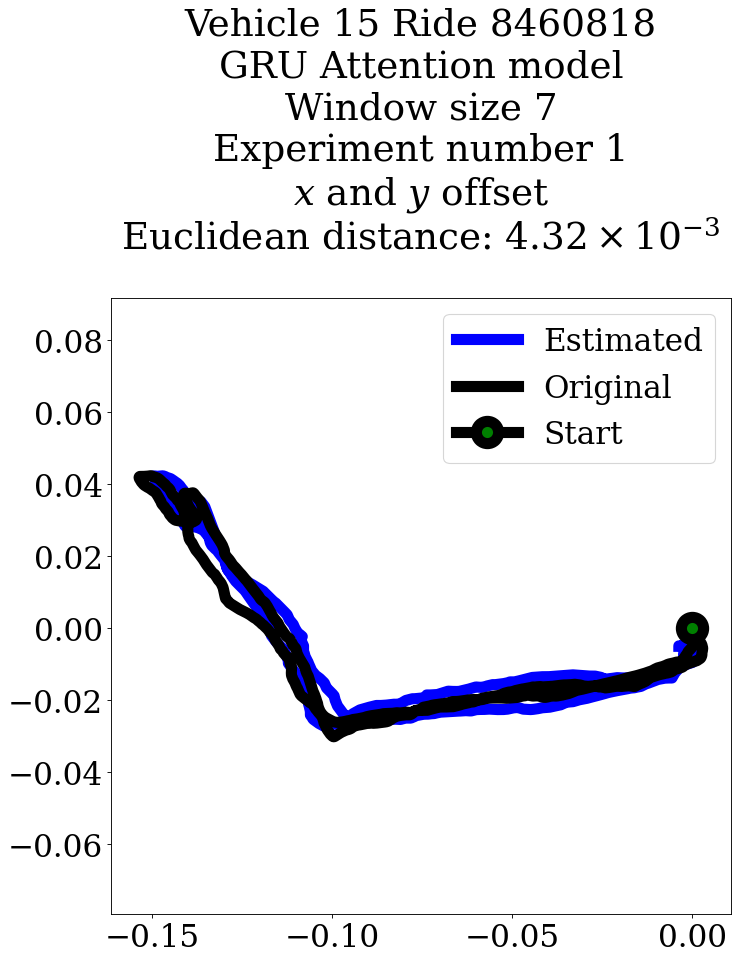 Vehicle 15 Ride 8460818
GRU Attention model
Window size 7
Experiment number 1
x and y offset
Euclidean distance: 4.32 × 10⁻³
Estimated
Original
Start
0.08
0.06
0.04
0.02
0.00
−0.02
−0.04
−0.06
−0.15 −0.10 −0.05 0.00